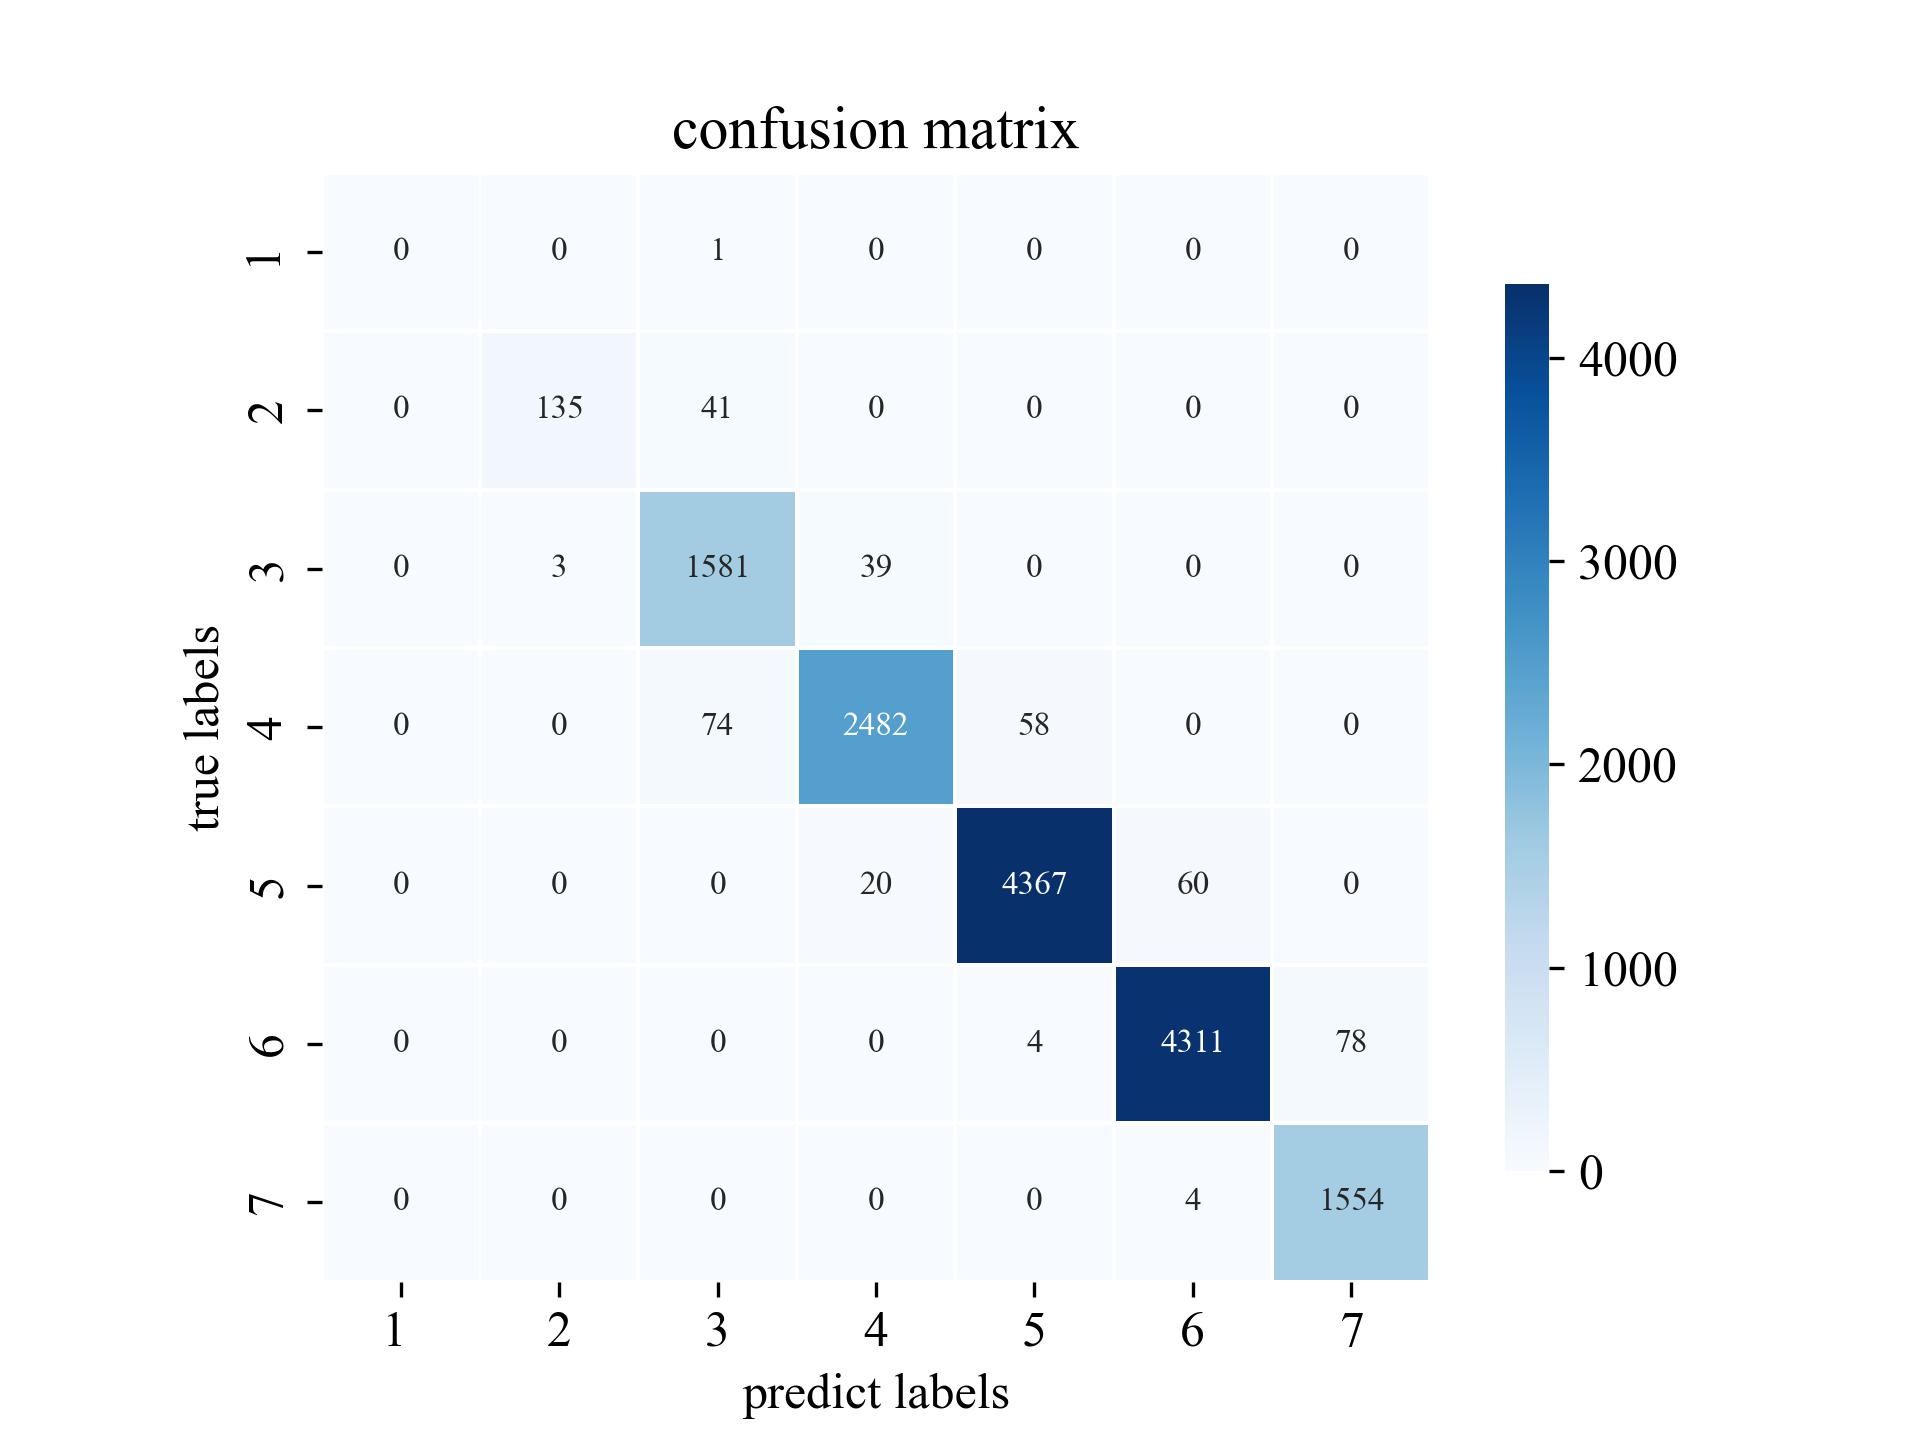 confusion matrix
1 0 0 1 0 0 0 0
2 0 135 41 0 0 0 0
3 0 3 1581 39 0 0 0
4 0 0 74 2482 58 0 0
5 0 0 0 20 4367 60 0
6 0 0 0 0 4 4311 78
7 0 0 0 0 0 4 1554
1 2 3 4 5 6 7
predict labels
true labels
4000
3000
2000
1000
0